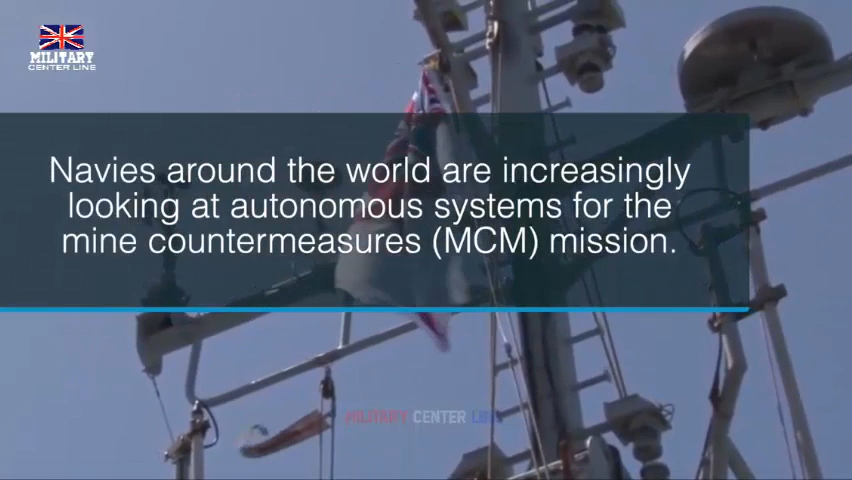 MILITARY
CENTER LINE
Navies around the world are increasingly
looking at autonomous systems for the
mine countermeasures (MCM) mission.
MILITARY CENTER LINE